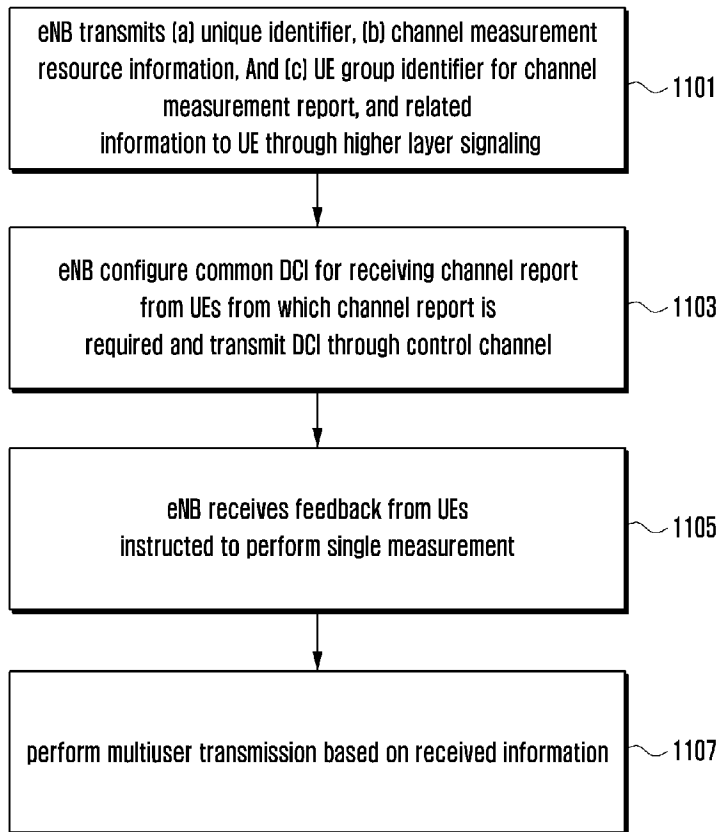 eNB transmits (a) unique identifier, (b) channel measurement
resource information, And (c) UE group identifier for channel
measurement report, and related
information to UE through higher layer signaling
1101
eNB configure common DCI for receiving channel report
from UEs from which channel report is
required and transmit DCI through control channel
1103
eNB receives feedback from UEs
instructed to perform single measurement
1105
perform multiuser transmission based on received information
1107